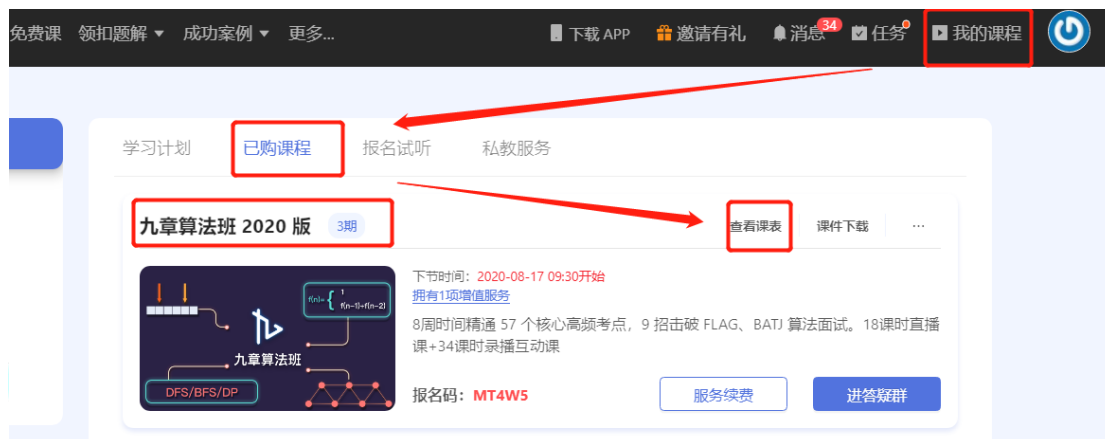 免费课 领扣题解 ▼ 成功案例 ▼ 更多... 下载 APP 邀请有礼 消息 34 任务 我的课程
学习计划 已购课程 报名试听 私教服务
九章算法班 2020 版 3期 查看课表 课件下载 ...
下节时间：2020-08-17 09:30开始
拥有1项增值服务
8周时间精通 57 个核心高频考点，9 招击破 FLAG、BATJ 算法面试。18课时直播
课+34课时录播互动课
f(n)= { 1
f(n-1)+f(n-2)
九章算法班
DFS/BFS/DP
报名码：MT4W5 服务续费 进答疑群